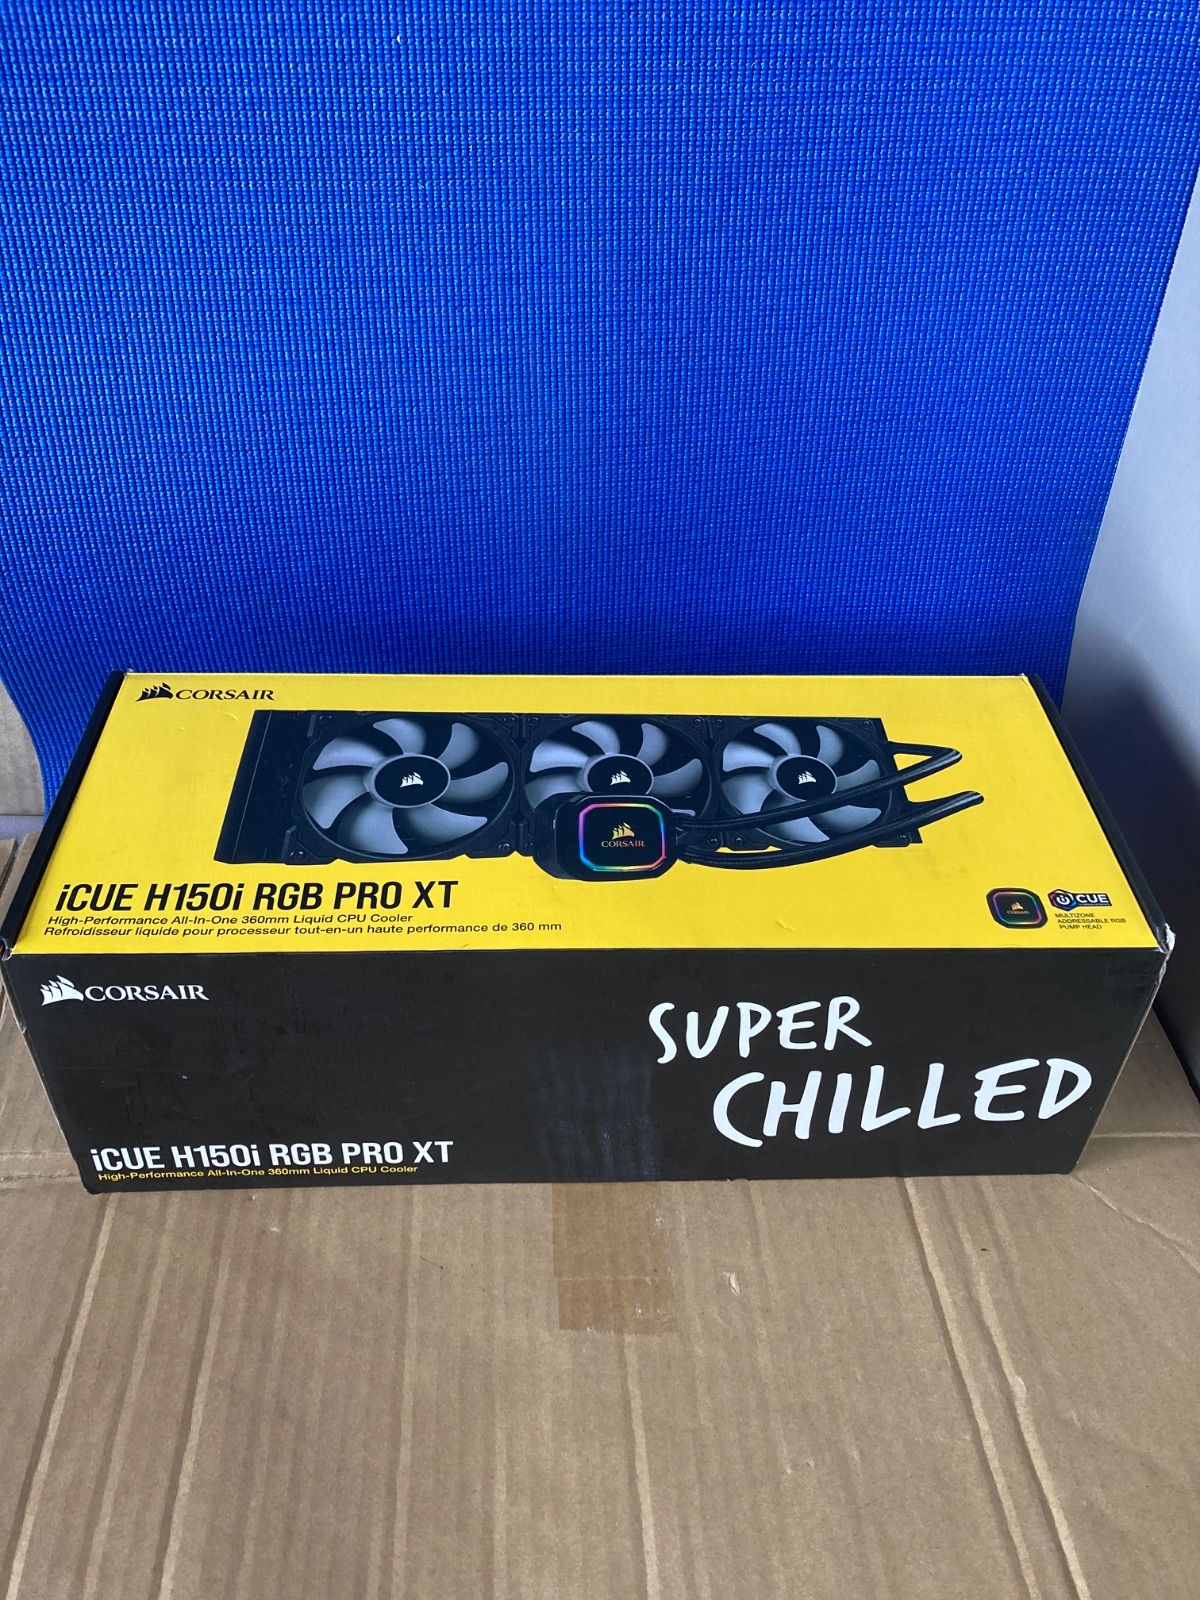 CORSAIR
CORSAIR
iCUE H150i RGB PRO XT
High-Performance All-In-One 360mm Liquid CPU Cooler
Refroidisseur liquide pour processeur tout-en-un haute performance de 360 mm
CORSAIR
iCUE
MULTIZONE
ADDRESSABLE RGB
PUMP HEAD
CORSAIR
SUPER
CHILLED
iCUE H150i RGB PRO XT
High-Performance All-In-One 360mm Liquid CPU Cooler